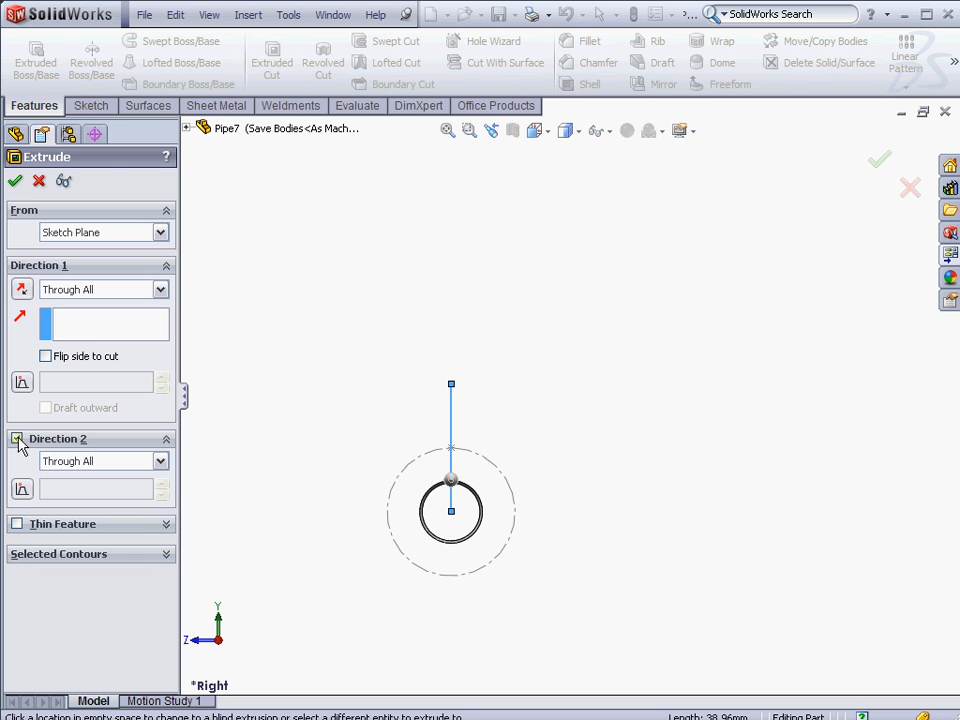 SolidWorks File Edit View Insert Tools Window Help SolidWorks Search
Extruded Boss/Base
Revolved Boss/Base
Swept Boss/Base
Lofted Boss/Base
Boundary Boss/Base
Extruded Cut
Revolved Cut
Swept Cut
Lofted Cut
Boundary Cut
Hole Wizard
Cut With Surface
Fillet
Chamfer
Shell
Rib
Draft
Mirror
Wrap
Dome
Freeform
Move/Copy Bodies
Delete Solid/Surface
Linear Pattern
Features Sketch Surfaces Sheet Metal Weldments Evaluate DimXpert Office Products
Pipe7 (Save Bodies<As Mach...
Extrude ?
From
Sketch Plane
Direction 1
Through All
Flip side to cut
Draft outward
Direction 2
Through All
Thin Feature
Selected Contours
Y
Z
*Right
Model Motion Study 1
Click a location in empty space to change to a blind extrusion or select a different entity to extrude to Length: 38.96mm Editing Part